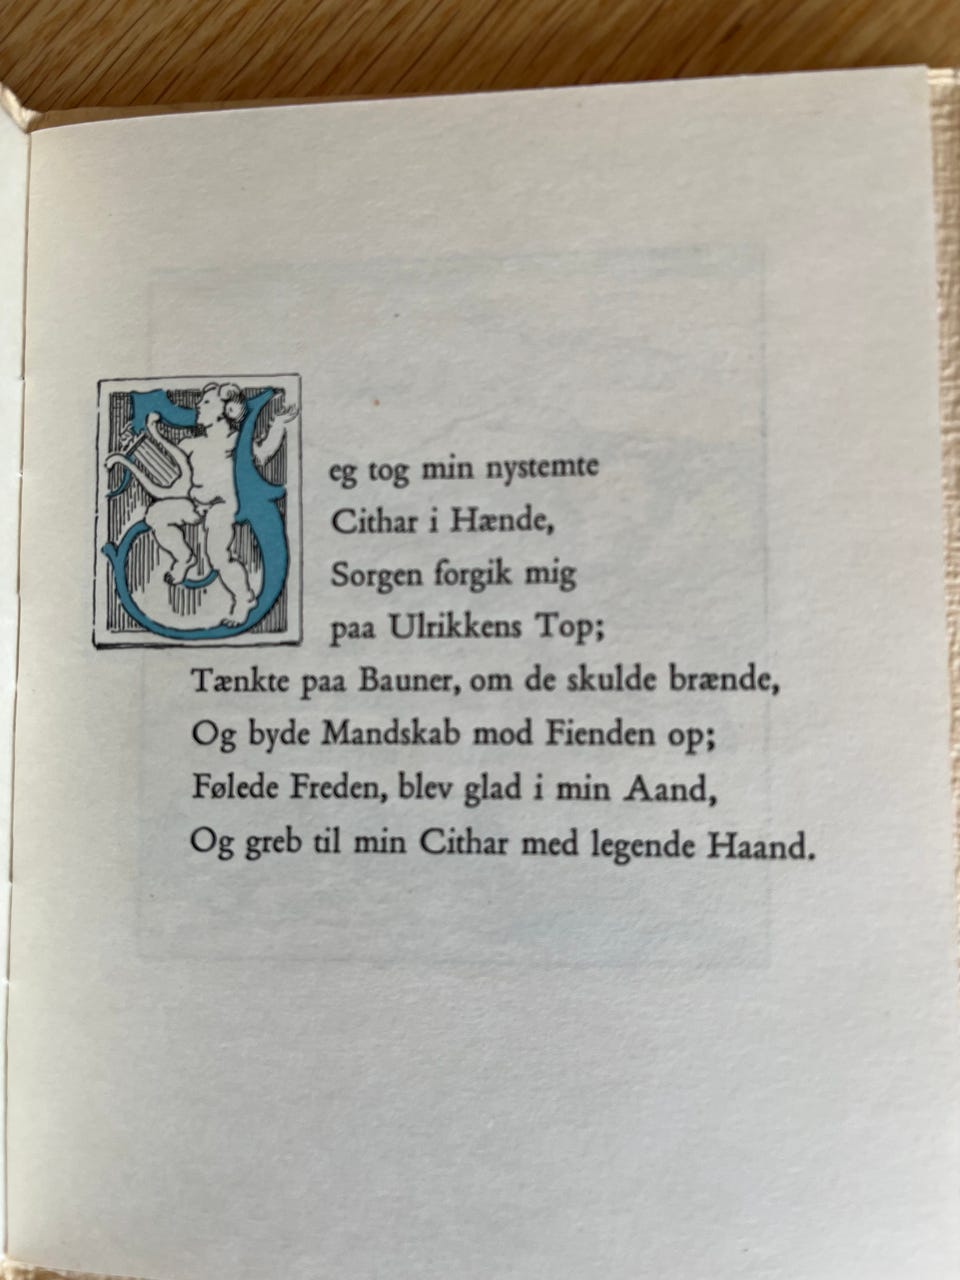 Jeg tog min nystemte
Cithar i Hænde,
Sorgen forgik mig
paa Ulrikkens Top;
Tænkte paa Bauner, om de skulde brænde,
Og byde Mandskab mod Fienden op;
Følede Freden, blev glad i min Aand,
Og greb til min Cithar med legende Haand.